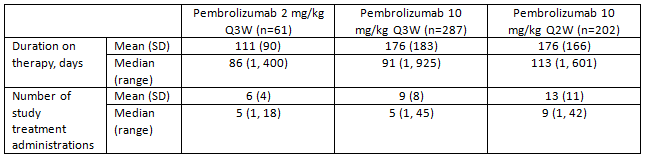 Pembrolizumab 2 mg/kg Q3W (n=61)
Pembrolizumab 10 mg/kg Q3W (n=287)
Pembrolizumab 10 mg/kg Q2W (n=202)
Duration on therapy, days
Mean (SD)
111 (90)
176 (183)
176 (166)
Median (range)
86 (1, 400)
91 (1, 925)
113 (1, 601)
Number of study treatment administrations
Mean (SD)
6 (4)
9 (8)
13 (11)
Median (range)
5 (1, 18)
5 (1, 45)
9 (1, 42)